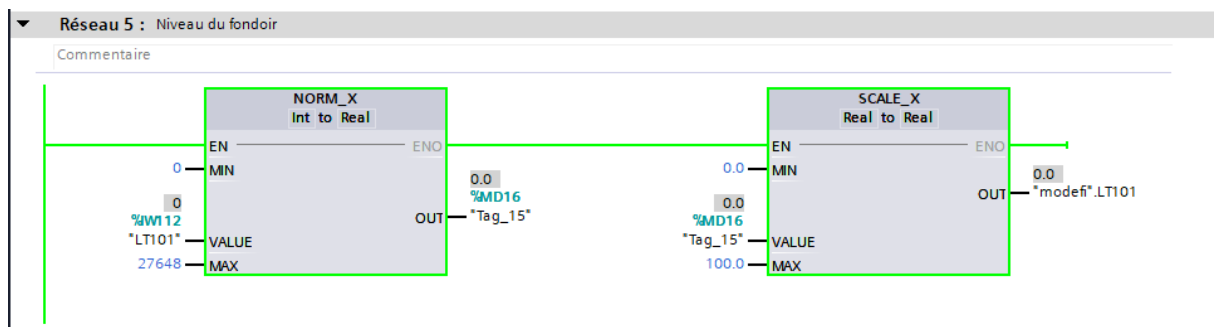 Réseau 5 : Niveau du fondoir
Commentaire
NORM_X
Int to Real
EN
ENO
0
MIN
0
%IW112
"LT101"
VALUE
27648
MAX
0.0
%MD16
OUT
"Tag_15"
SCALE_X
Real to Real
EN
ENO
0.0
MIN
0.0
%MD16
"Tag_15"
VALUE
100.0
MAX
0.0
OUT
"modefi".LT101